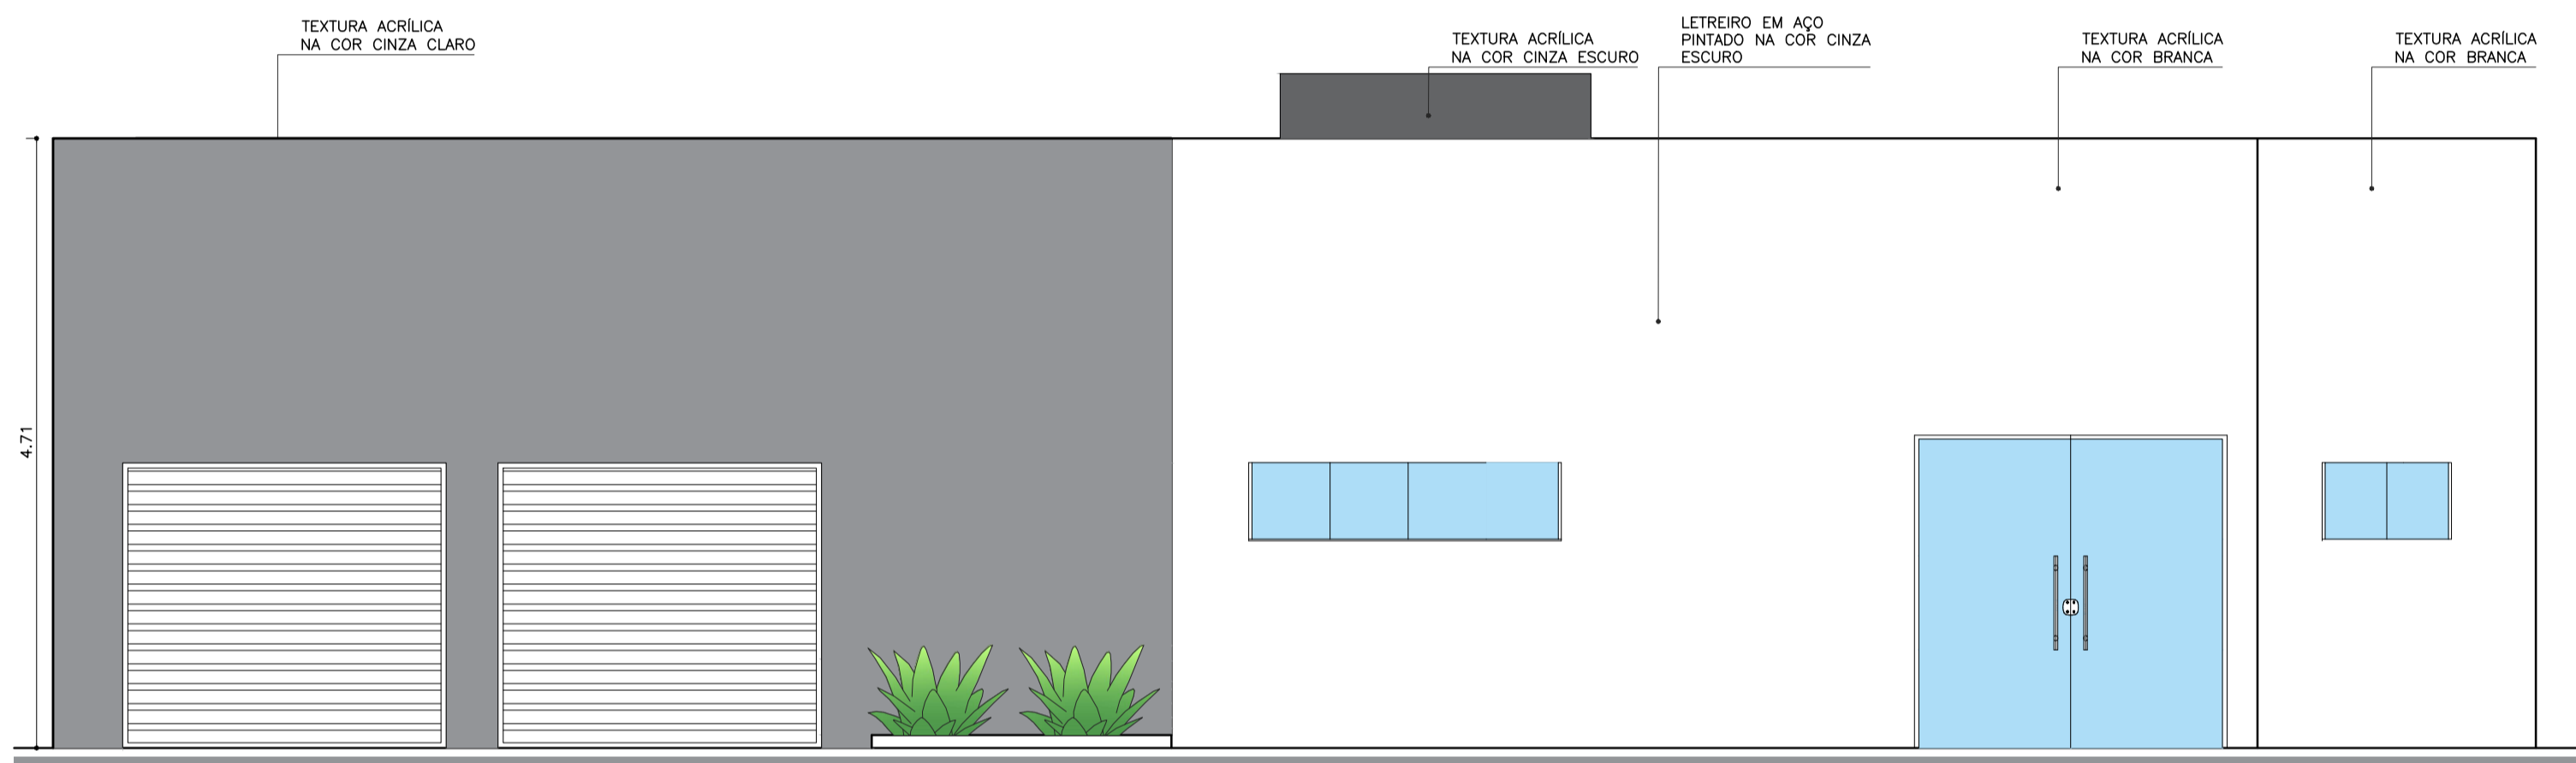 TEXTURA ACRÍLICA
NA COR CINZA CLARO
TEXTURA ACRÍLICA
NA COR CINZA ESCURO
LETREIRO EM AÇO
PINTADO NA COR CINZA
ESCURO
TEXTURA ACRÍLICA
NA COR BRANCA
TEXTURA ACRÍLICA
NA COR BRANCA
4.71